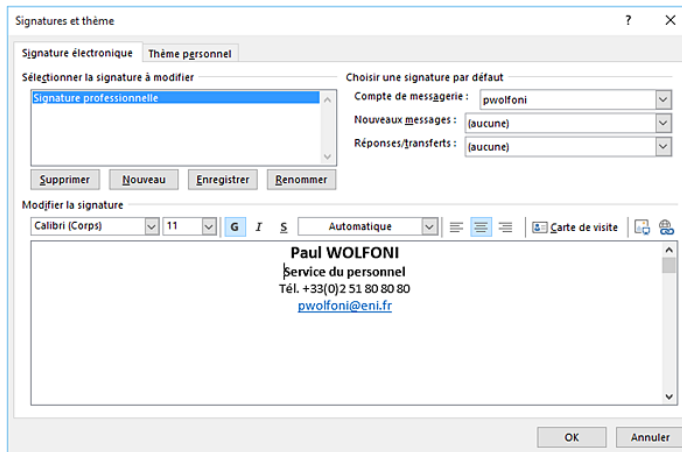 Signatures et thème ? X
Signature électronique Thème personnel
Sélectionner la signature à modifier Choisir une signature par défaut
Signature professionnelle
Compte de messagerie : pwolfoni
Nouveaux messages : (aucune)
Réponses/transferts : (aucune)
Supprimer Nouveau Enregistrer Renommer
Modifier la signature
Calibri (Corps) 11 G I S Automatique Carte de visite
Paul WOLFONI
Service du personnel
Tél. +33(0)2 51 80 80 80
pwolfoni@eni.fr
OK Annuler